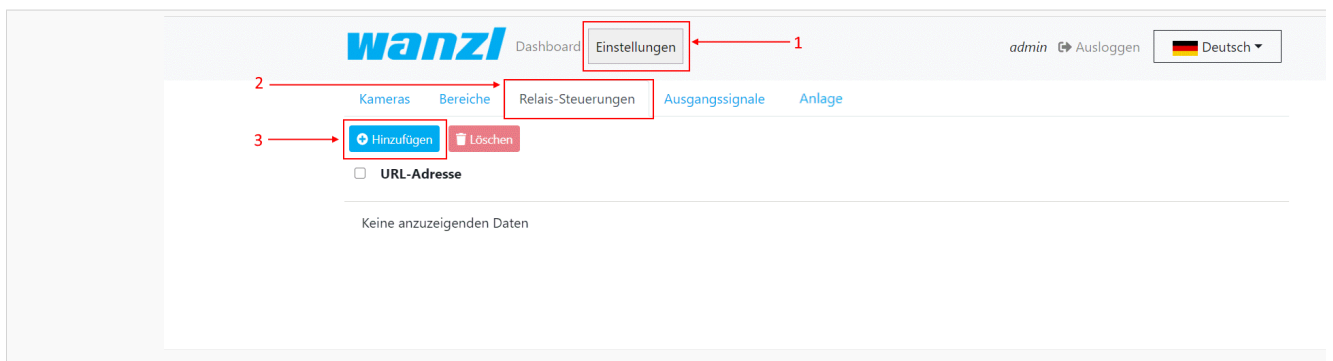 wanzl Dashboard Einstellungen 1 admin Ausloggen Deutsch
2
Kameras Bereiche Relais-Steuerungen Ausgangssignale Anlage
3 Hinzufügen Löschen
URL-Adresse
Keine anzuzeigenden Daten